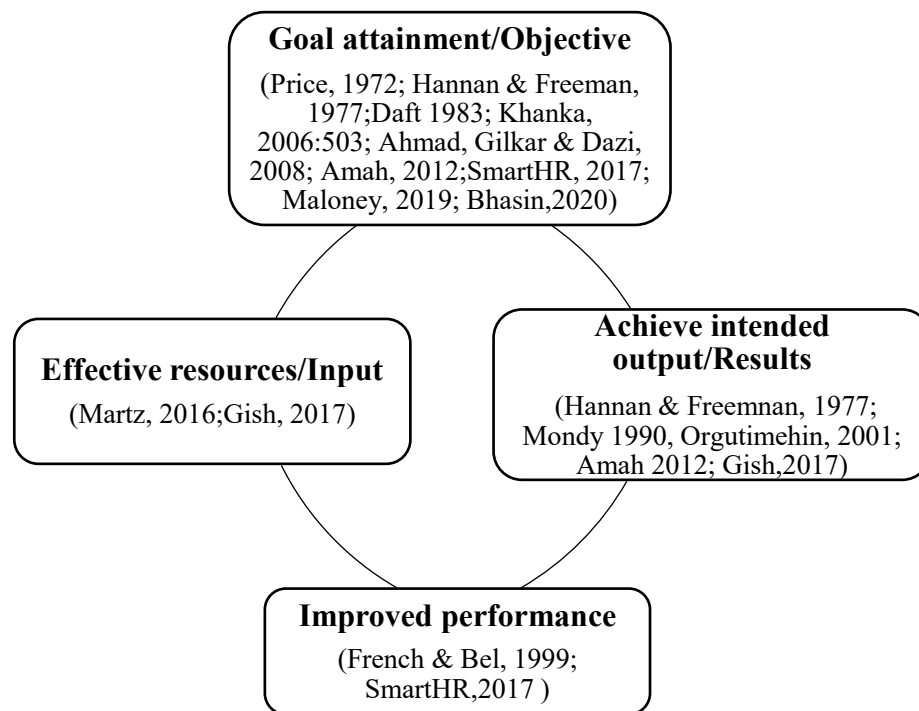 Goal attainment/Objective
(Price, 1972; Hannan & Freeman,
1977;Daft 1983; Khanka,
2006:503; Ahmad, Gilkar & Dazi,
2008; Amah, 2012;SmartHR, 2017;
Maloney, 2019; Bhasin,2020)
Effective resources/Input
(Martz, 2016;Gish, 2017)
Achieve intended
output/Results
(Hannan & Freemnan, 1977;
Mondy 1990, Orgutimehin, 2001;
Amah 2012; Gish,2017)
Improved performance
(French & Bel, 1999;
SmartHR,2017 )